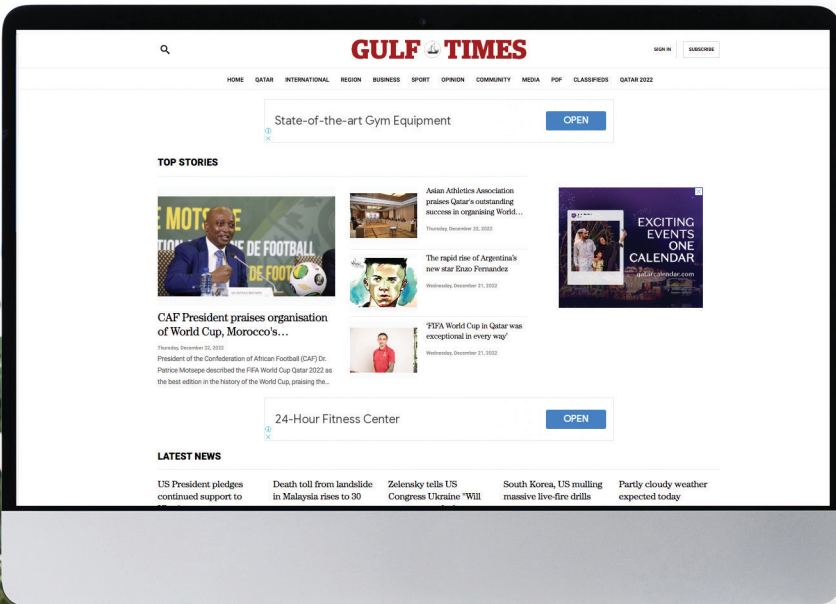 GULF TIMES
SIGN IN
SUBSCRIBE
HOME QATAR INTERNATIONAL REGION BUSINESS SPORT OPINION COMMUNITY MEDIA PDF CLASSIFIEDS QATAR 2022
State-of-the-art Gym Equipment
OPEN
TOP STORIES
E MOTSEPE
E DE FOOTBALL
DE FOOT
CAF President praises organisation
of World Cup, Morocco's...
Thursday, December 22, 2022
President of the Confederation of African Football (CAF) Dr.
Patrice Motsepe described the FIFA World Cup Qatar 2022 as
the best edition in the history of the World Cup, praising the...
Asian Athletics Association
praises Qatar's outstanding
success in organising World...
Thursday, December 22, 2022
The rapid rise of Argentina's
new star Enzo Fernandez
Wednesday, December 21, 2022
'FIFA World Cup in Qatar was
exceptional in every way'
Wednesday, December 21, 2022
EXCITING
EVENTS
ONE
CALENDAR
qatarcalendar.com
24-Hour Fitness Center
OPEN
LATEST NEWS
US President pledges
continued support to
Death toll from landslide
in Malaysia rises to 30
Zelensky tells US
Congress Ukraine "Will
South Korea, US mulling
massive live-fire drills
Partly cloudy weather
expected today